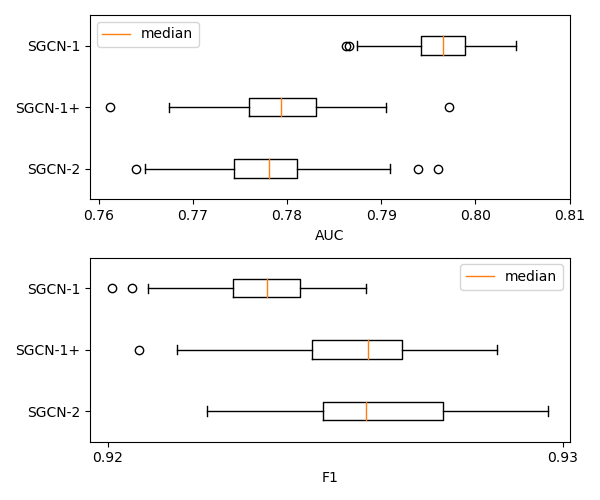 median
SGCN-1
SGCN-1+
SGCN-2
0.76 0.77 0.78 0.79 0.80 0.81
AUC
median
SGCN-1
SGCN-1+
SGCN-2
0.92 0.93
F1